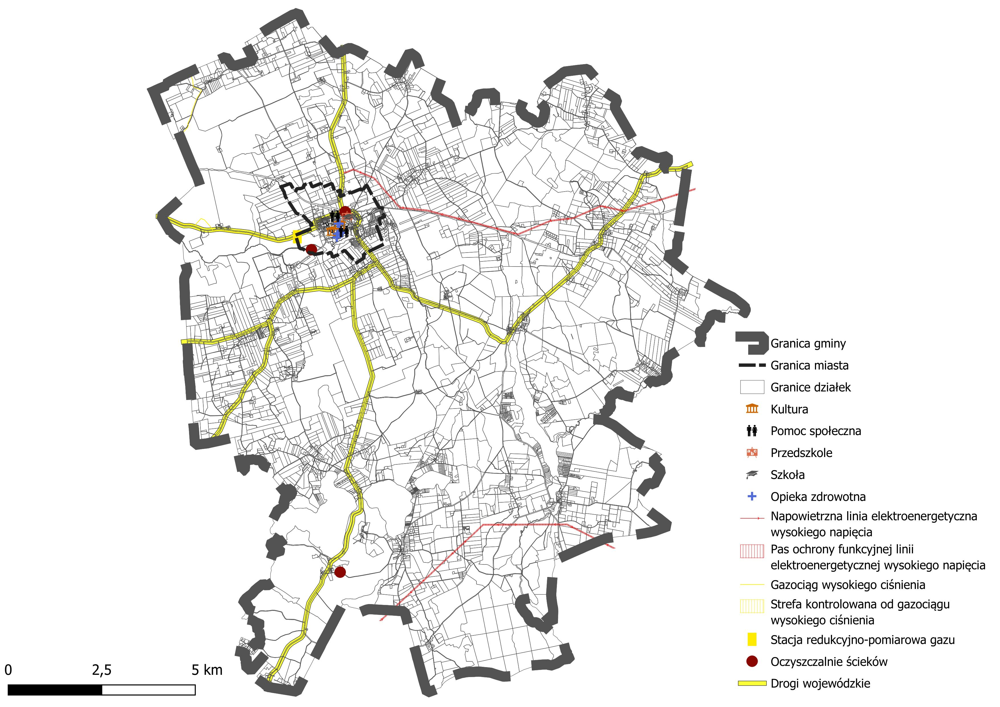 Granica gminy
Granica miasta
Granice działek
Kultura
Pomoc społeczna
a b c
Przedszkole
Szkoła
Opieka zdrowotna
Napowietrzna linia elektroenergetyczna
wysokiego napięcia
Pas ochrony funkcyjnej linii
elektroenergetycznej wysokiego napięcia
Gazociąg wysokiego ciśnienia
Strefa kontrolowana od gazociągu
wysokiego ciśnienia
Stacja redukcyjno-pomiarowa gazu
Oczyszczalnie ścieków
Drogi wojewódzkie
0 2,5 5 km